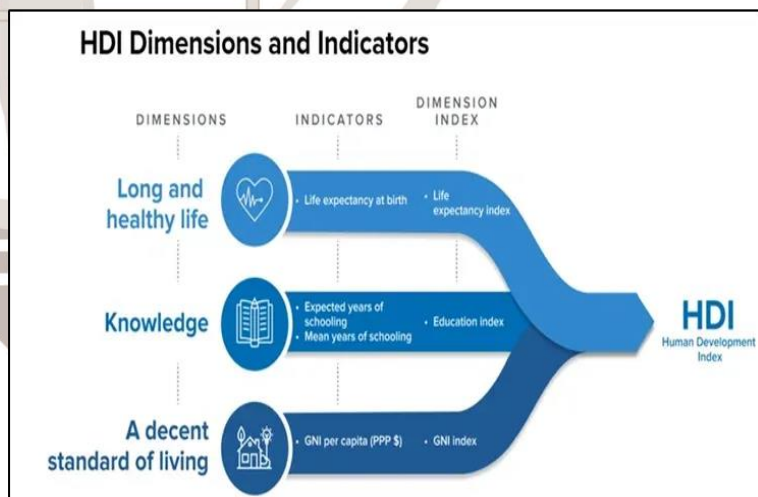 HDI Dimensions and Indicators
DIMENSIONS
INDICATORS
DIMENSION
INDEX
Long and
healthy life
• Life expectancy at birth
• Life
expectancy index
Knowledge
• Expected years of
schooling
• Mean years of schooling
• Education index
A decent
standard of living
• GNI per capita (PPP $)
• GNI index
HDI
Human Development
Index